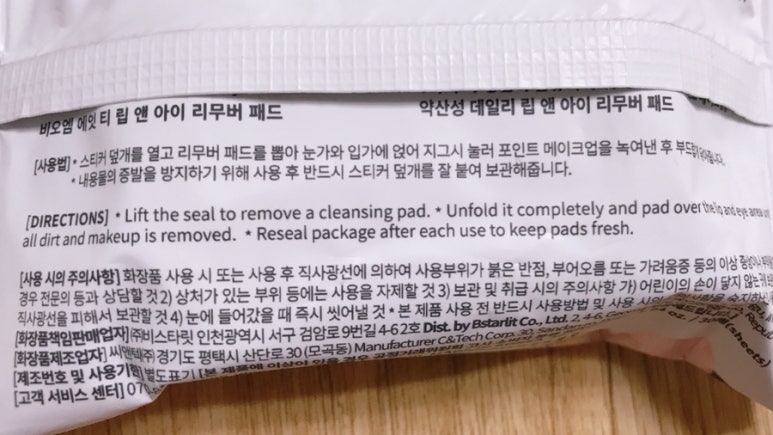 비오엠 에잇 티 립 앤 아이 리무버 패드
약산성 데일리 립 앤 아이 리무버 패드
[사용법] * 스티커 덮개를 열고 리무버 패드를 뽑아 눈가와 입가에 얹어 지그시 눌러 포인트 메이크업을 녹여낸 후 부드럽게 닦아줍니다.
* 내용물의 증발을 방지하기 위해 사용 후 반드시 스티커 덮개를 잘 붙여 보관해줍니다.
[DIRECTIONS] * Lift the seal to remove a cleansing pad. * Unfold it completely and pad over the lip and eye area until
all dirt and makeup is removed. * Reseal package after each use to keep pads fresh.
[사용 시의 주의사항] 화장품 사용 시 또는 사용 후 직사광선에 의하여 사용부위가 붉은 반점, 부어오름 또는 가려움증 등의 이상 증상이나
경우 전문의 등과 상담할 것 2) 상처가 있는 부위 등에는 사용을 자제할 것 3) 보관 및 취급 시의 주의사항 가) 어린이의 손이 닿지 않는
직사광선을 피해서 보관할 것 4) 눈에 들어갔을 때 즉시 씻어낼 것 * 본 제품 사용 전 반드시 사용방법 및 사용 시의
[화장품책임판매업자] ㈜비스타릿 인천광역시 서구 검암로 9번길 4-6 2호 Dist. by Bstarlit Co., Ltd. 2, 4-6,
[화장품제조업자] 씨앤텍㈜ 경기도 평택시 산단로 30 (모곡동) Manufacturer C&Tech Corp. 30,
[제조번호 및 사용기한] 별도표기 [본 제품에 이상이 있을 경우
[고객 서비스 센터] 070
oz. / 30매(sheets)